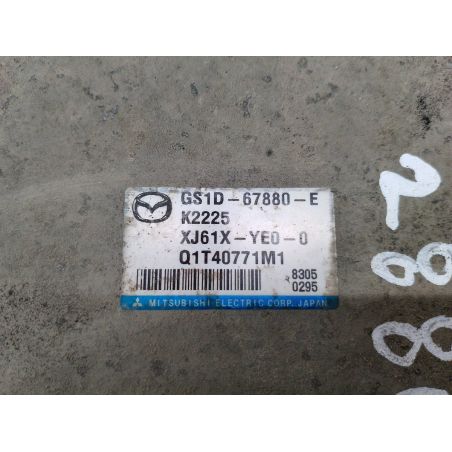 GS1D-67880-E
K2225
XJ61X-YE0-0
Q1T40771M1
8305
0295
MITSUBISHI ELECTRIC CORP. JAPAN